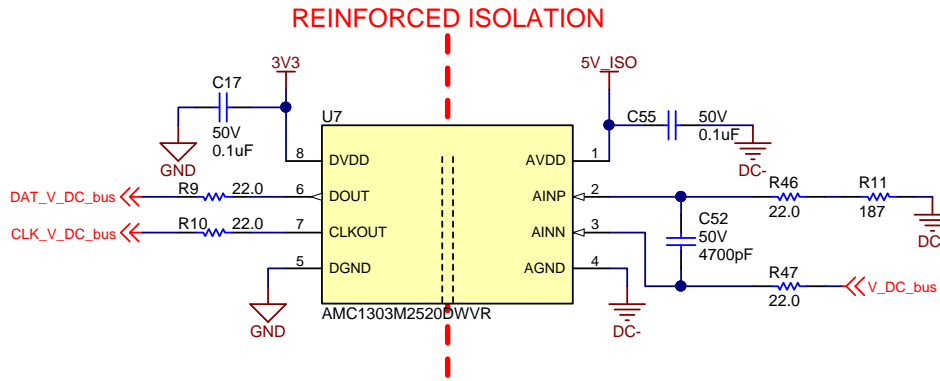 REINFORCED ISOLATION
3V3
5V_ISO
C17
50V
0.1uF
GND
U7
C55
50V
0.1uF
DC-
8 DVDD
AVDD 1
DAT_V_DC_bus
R9 22.0
6 DOUT
AINP 2
R46
22.0
R11
187
DC
CLK_V_DC_bus
R10 22.0
7 CLKOUT
AINN 3
C52
50V
4700pF
5 DGND
AGND 4
R47
22.0
V_DC_bus
GND
DC-
AMC1303M2520DWVR